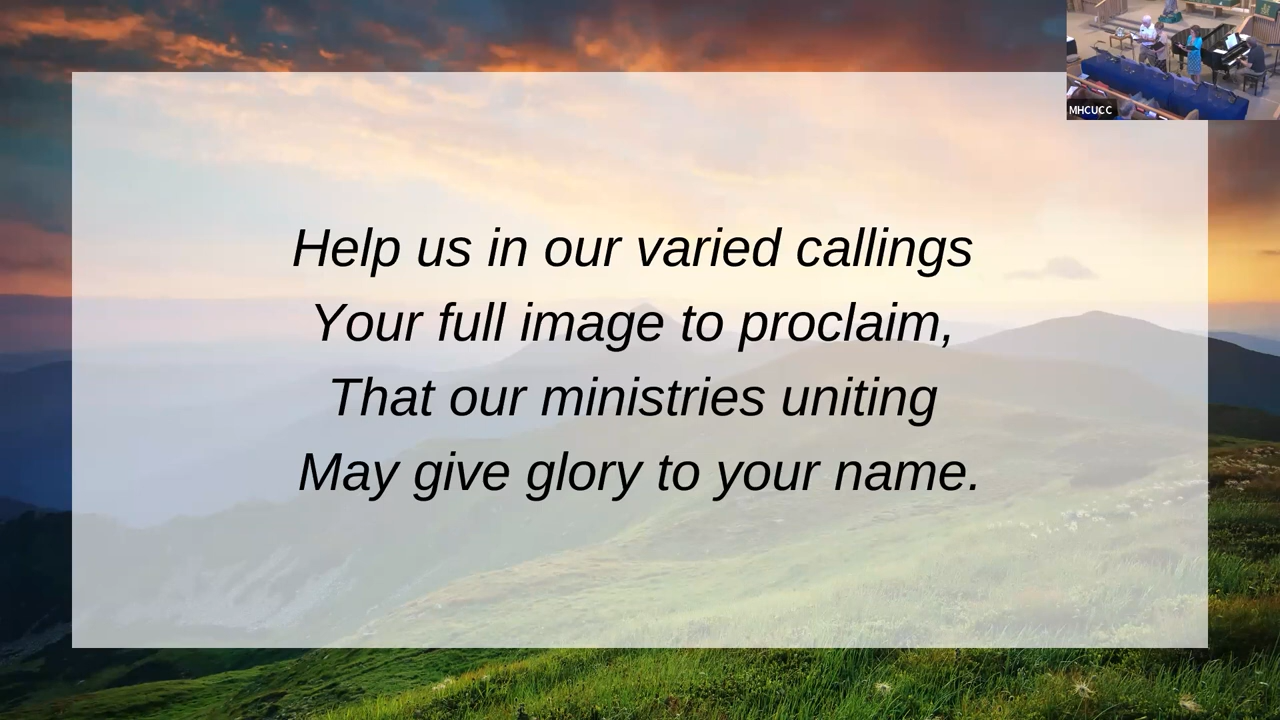 MHCUCC
Help us in our varied callings
Your full image to proclaim,
That our ministries uniting
May give glory to your name.